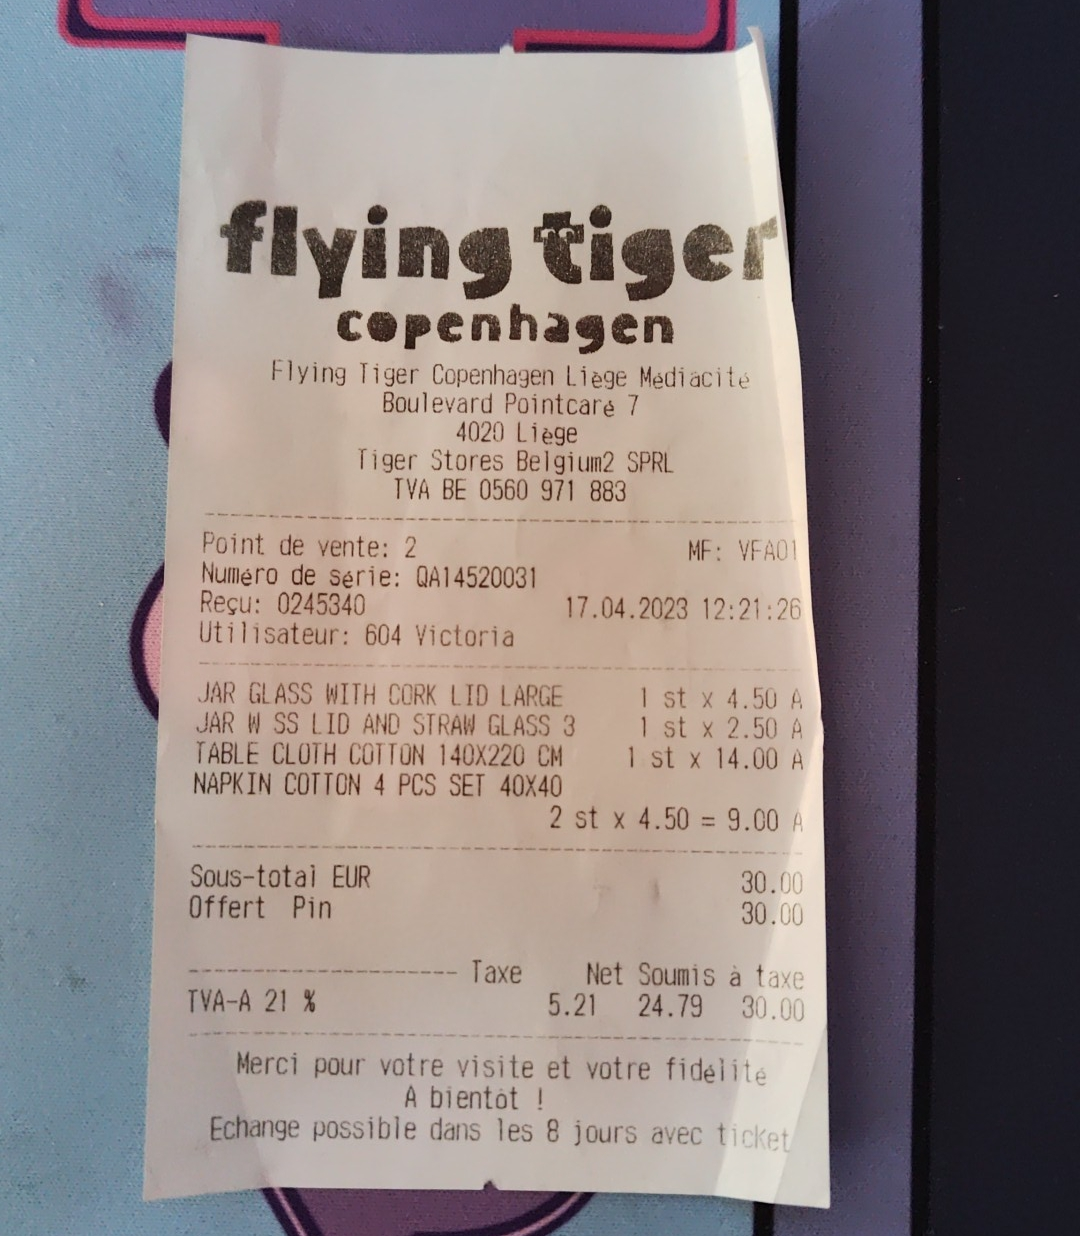 flying tiger
copenhagen
Flying Tiger Copenhagen Liège Médiacité
Boulevard Pointcaré 7
4020 Liège
Tiger Stores Belgium2 SPRL
TVA BE 0560 971 883
Point de vente: 2 MF: VFA01
Numéro de série: QA14520031
Reçu: 0245340 17.04.2023 12:21:26
Utilisateur: 604 Victoria
JAR GLASS WITH CORK LID LARGE 1 st x 4.50 A
JAR W SS LID AND STRAW GLASS 3 1 st x 2.50 A
TABLE CLOTH COTTON 140X220 CM 1 st x 14.00 A
NAPKIN COTTON 4 PCS SET 40X40
2 st x 4.50 = 9.00 A
Sous-total EUR 30.00
Offert Pin 30.00
Taxe Net Soumis à taxe
TVA-A 21 % 5.21 24.79 30.00
Merci pour votre visite et votre fidélité
A bientôt !
Echange possible dans les 8 jours avec ticket